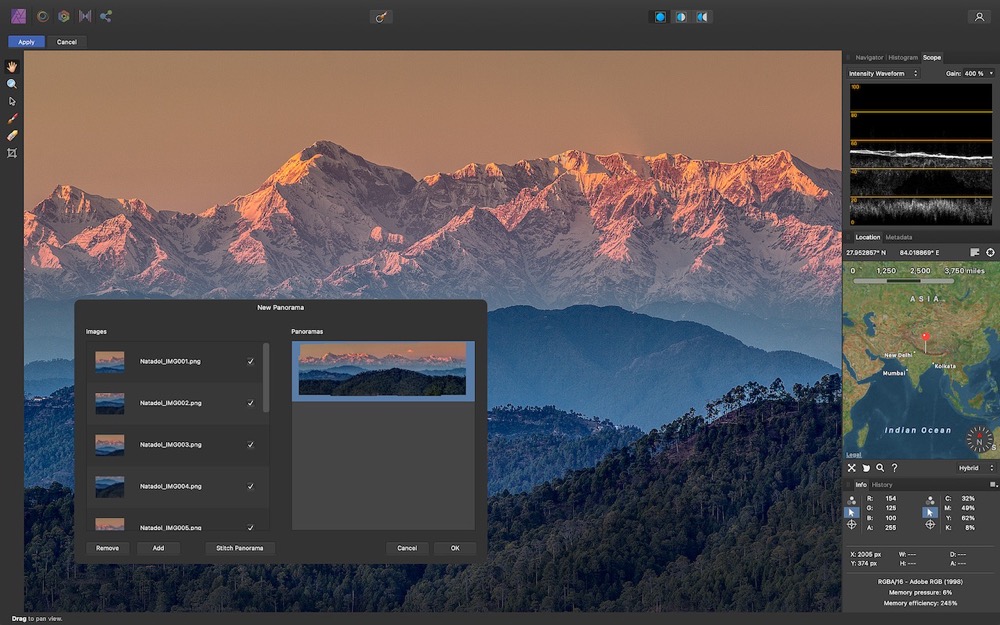 Apply Cancel
Navigator Histogram Scope
Intensity Waveform Gain: 400 %
100
80
60
40
20
0
Location Metadata
27.952857° N 84.018869° E
0 1,250 2,500 3,750 miles
ASIA
New Delhi
Kolkata
Mumbai
Indian Ocean
N
Legal
? Hybrid
Info History
R: 154 C: 32%
G: 125 M: 49%
B: 100 Y: 62%
A: 255 K: 8%
X: 2005 px W: --- D: ---
Y: 374 px H: --- A: ---
RGBA/16 - Adobe RGB (1998)
Memory pressure: 6%
Memory efficiency: 245%
New Panorama
Images Panoramas
Natadol_IMG001.png
Natadol_IMG002.png
Natadol_IMG003.png
Natadol_IMG004.png
Natadol_IMG005.png
Remove Add Stitch Panorama Cancel OK
Drag to pan view.